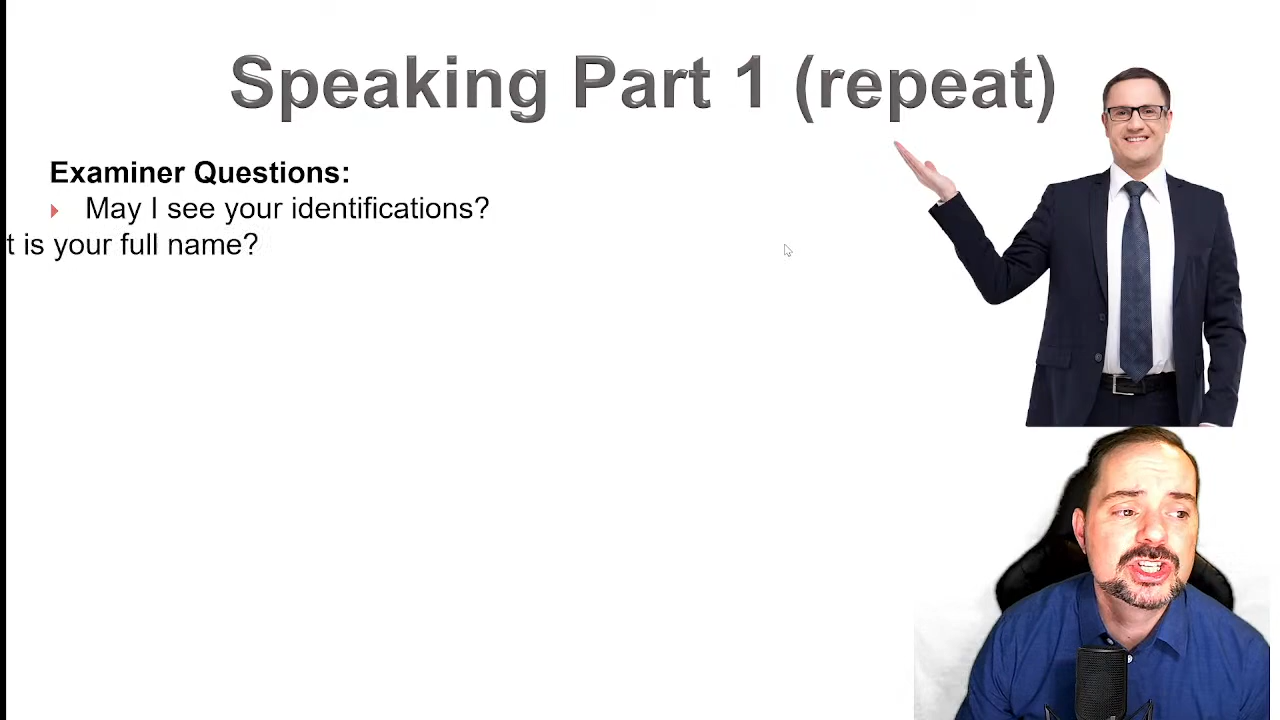 Speaking Part 1 (repeat)
Examiner Questions:
May I see your identifications?
t is your full name?